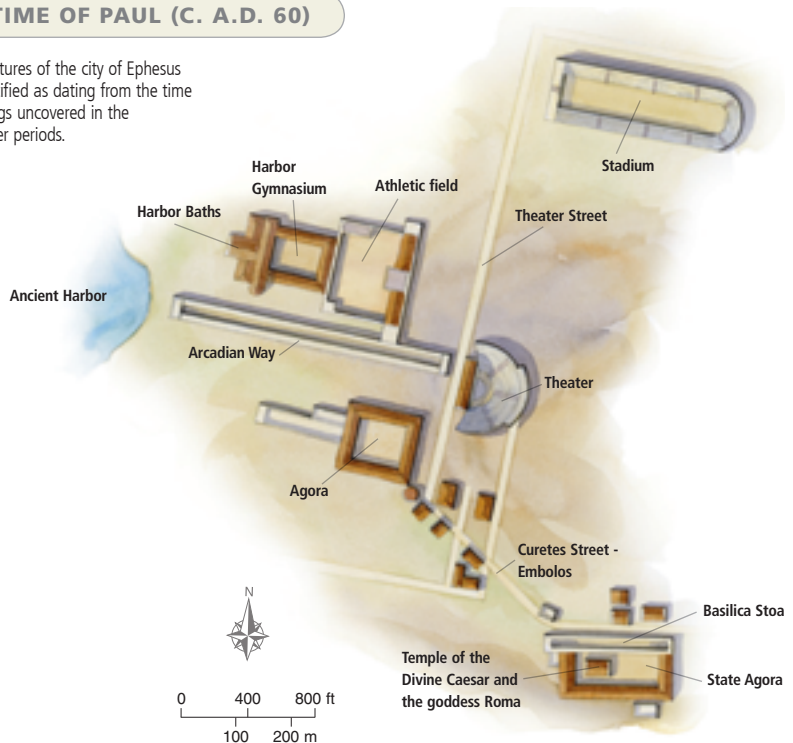 TIME OF PAUL (C. A.D. 60)
tures of the city of Ephesus
ified as dating from the time
gs uncovered in the
er periods.
Stadium
Harbor
Gymnasium
Athletic field
Harbor Baths
Theater Street
Ancient Harbor
Arcadian Way
Theater
Agora
Curetes Street -
Embolos
N
Basilica Stoa
Temple of the
Divine Caesar and
the goddess Roma
State Agora
0 400 800 ft
100 200 m